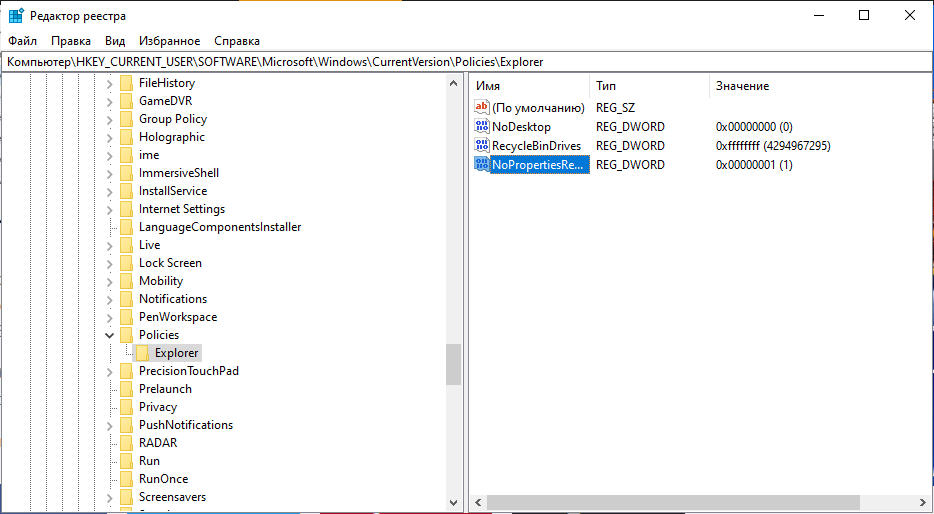 Редактор реестра
Файл Правка Вид Избранное Справка
Компьютер\HKEY_CURRENT_USER\SOFTWARE\Microsoft\Windows\CurrentVersion\Policies\Explorer
FileHistory
GameDVR
Group Policy
Holographic
ime
ImmersiveShell
InstallService
Internet Settings
LanguageComponentsInstaller
Live
Lock Screen
Mobility
Notifications
PenWorkspace
Policies
Explorer
PrecisionTouchPad
Prelaunch
Privacy
PushNotifications
RADAR
Run
RunOnce
Screensavers
Имя Тип Значение
(По умолчанию) REG_SZ
NoDesktop REG_DWORD 0x00000000 (0)
RecycleBinDrives REG_DWORD 0xffffffff (4294967295)
NoPropertiesRe... REG_DWORD 0x00000001 (1)